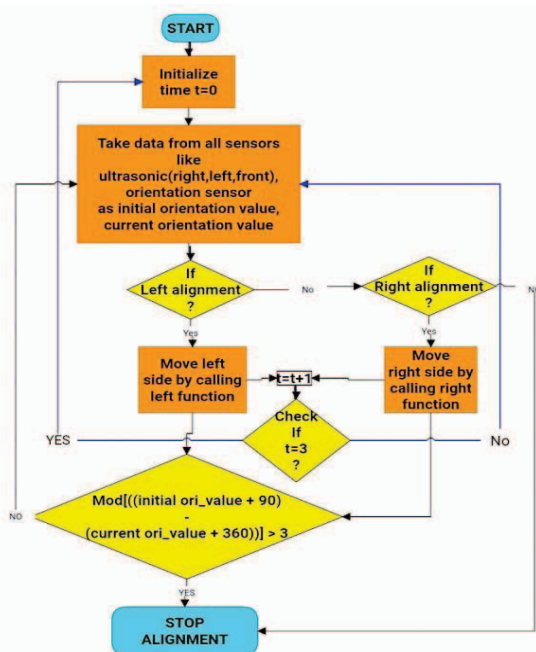 START
Initialize
time t=0
Take data from all sensors
like
ultrasonic(right,left,front),
orientation sensor
as initial orientation value,
current orientation value
If
Left alignment
?
No
If
Right alignment
?
No
Yes
Yes
Move left
side by calling
left function
t=t+1
Move
right side by
calling right
function
Check
If
t=3
?
YES
No
Mod[((initial ori_value + 90)
-
(current ori_value + 360))] > 3
NO
YES
STOP
ALIGNMENT